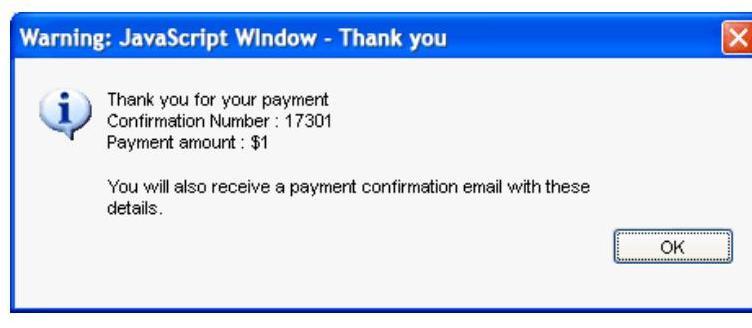 Warning: JavaScript WIndow - Thank you
Thank you for your payment
Confirmation Number : 17301
Payment amount : $1
You will also receive a payment confirmation email with these
details.
OK